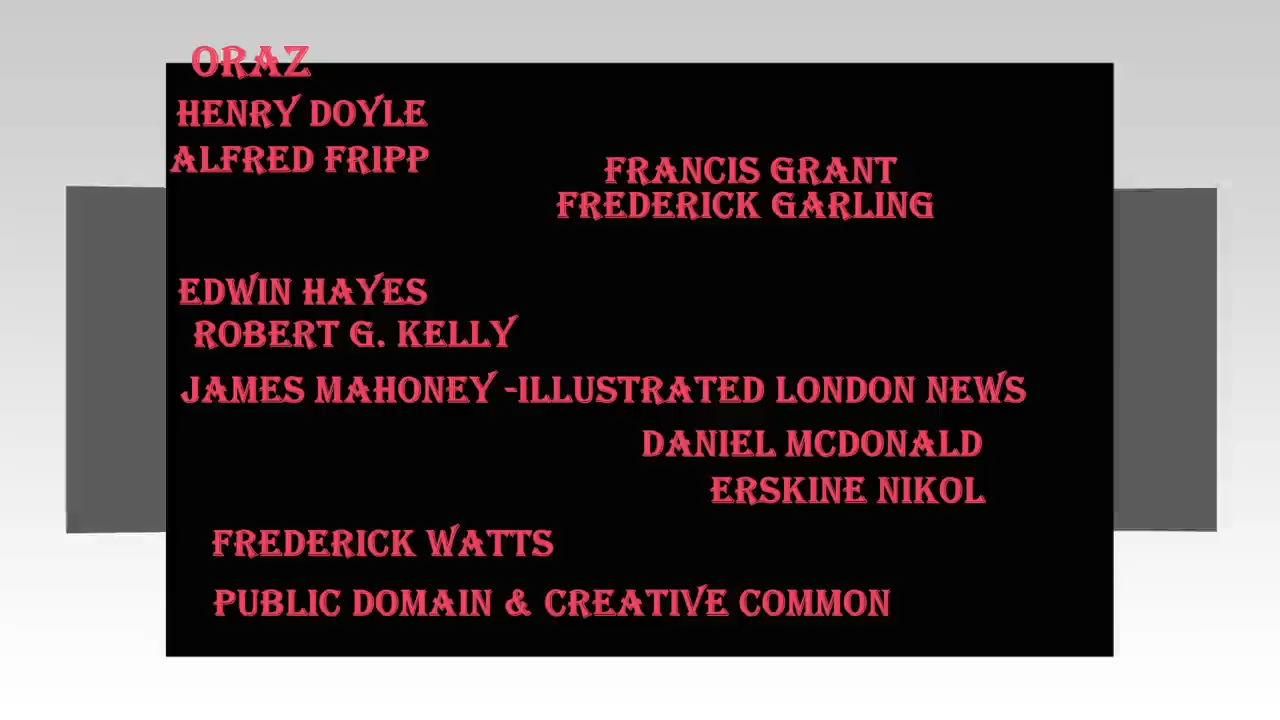 ORAZ
HENRY DOYLE
ALFRED FRIPP
FRANCIS GRANT
FREDERICK GARLING
EDWIN HAYES
ROBERT G. KELLY
JAMES MAHONEY -ILLUSTRATED LONDON NEWS
DANIEL MCDONALD
ERSKINE NIKOL
FREDERICK WATTS
PUBLIC DOMAIN & CREATIVE COMMON